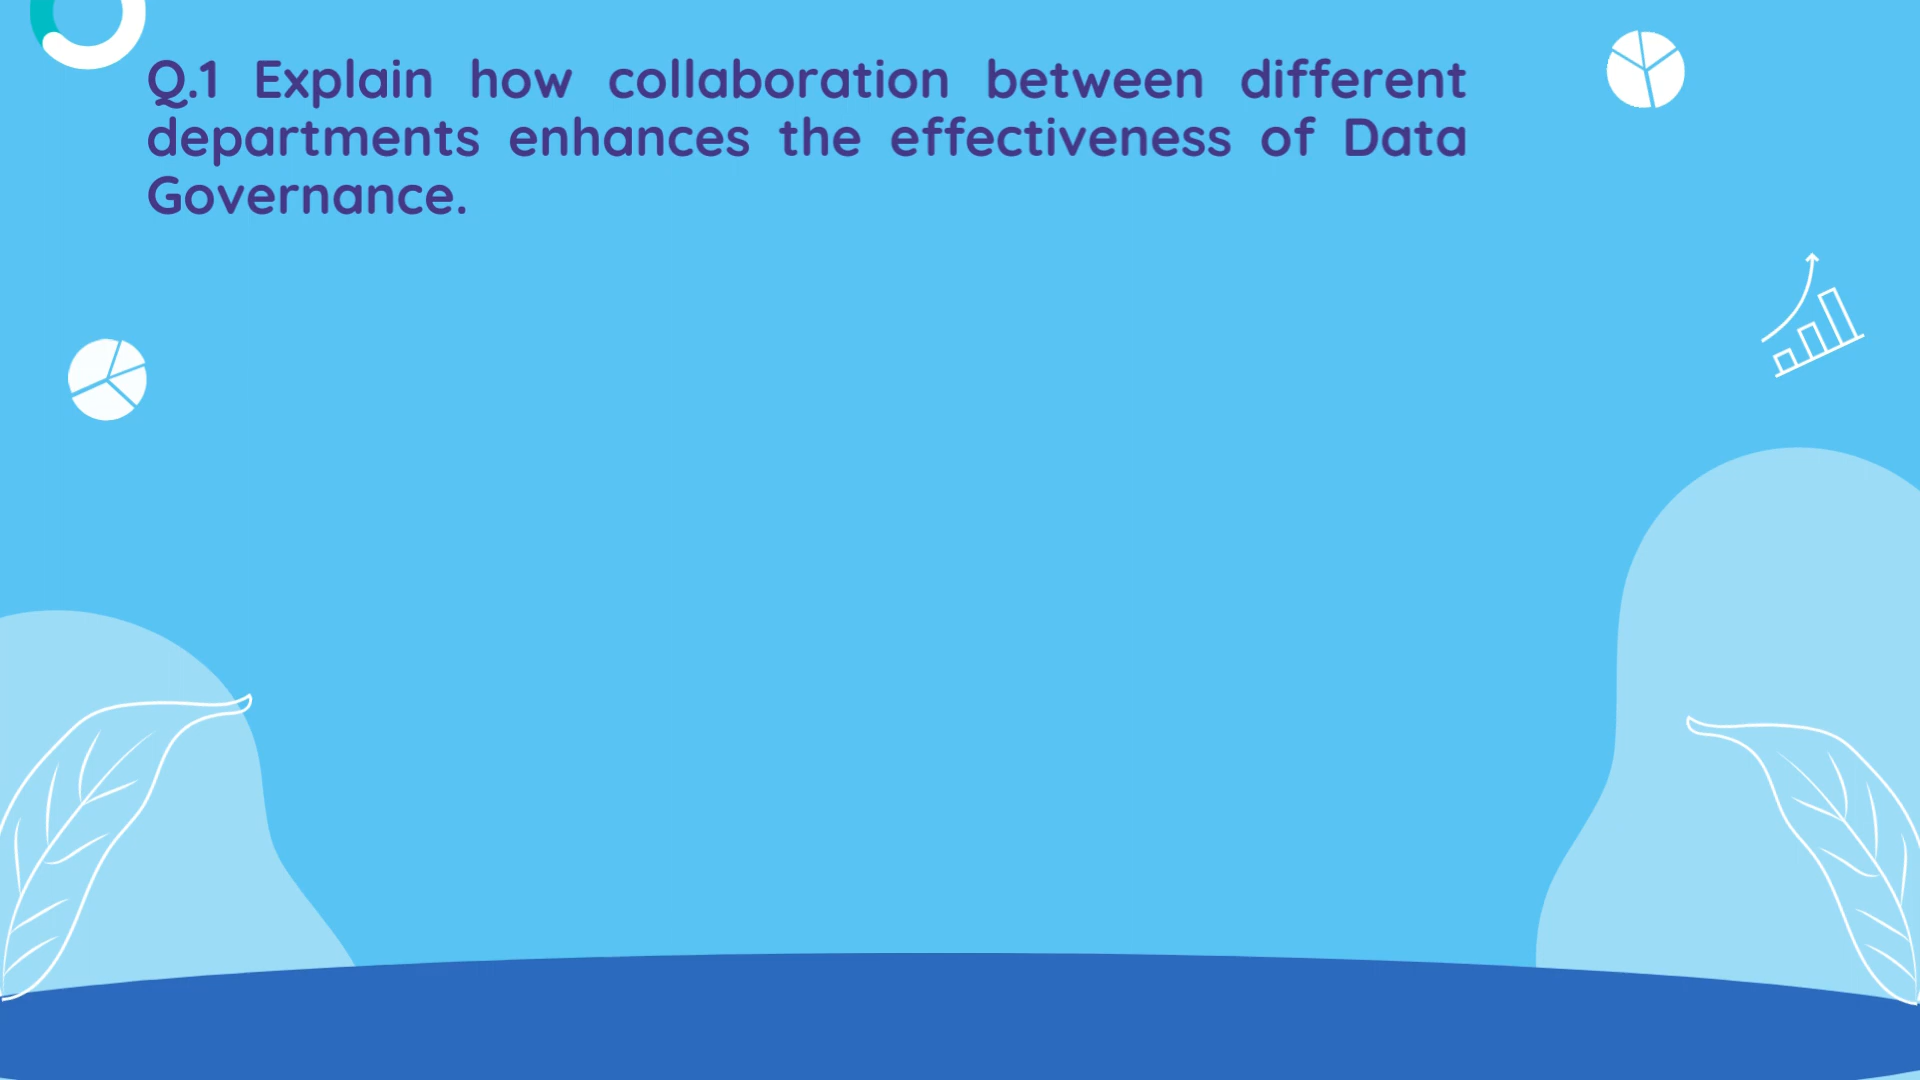 Q.1 Explain how collaboration between different
departments enhances the effectiveness of Data
Governance.